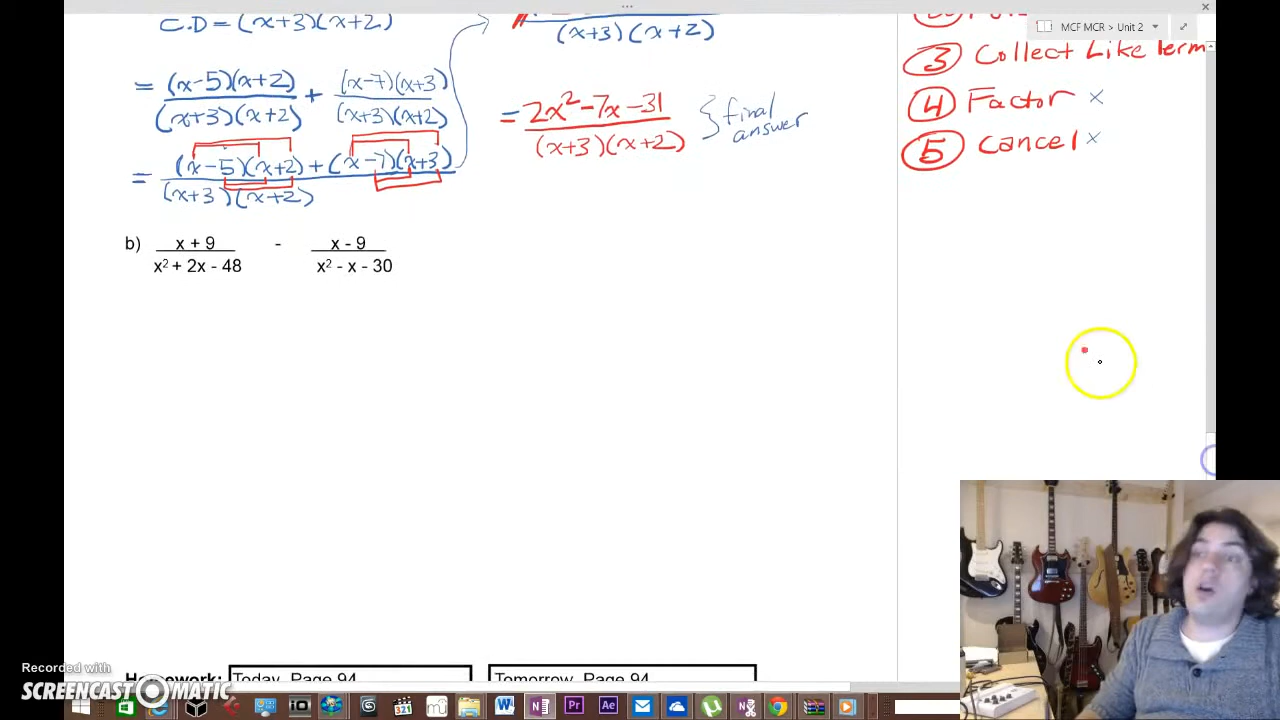 C.D = (x+3)(x+2)
(x+3)(x+2)
= (x-5)(x+2) + (x-7)(x+3)
(x+3)(x+2) (x+3)(x+2)
= (x-5)(x+2) + (x-7)(x+3)
(x+3)(x+2)
= 2x²-7x-31 } final answer
(x+3)(x+2)
b) x + 9 - x - 9
x² + 2x - 48 x² - x - 30
MCF MCR > Unit 2
③ Collect Like Terms
④ Factor ×
⑤ cancel ×
Homework: Today Page 94 Tomorrow Page 94
Recorded with
SCREENCAST MATIC